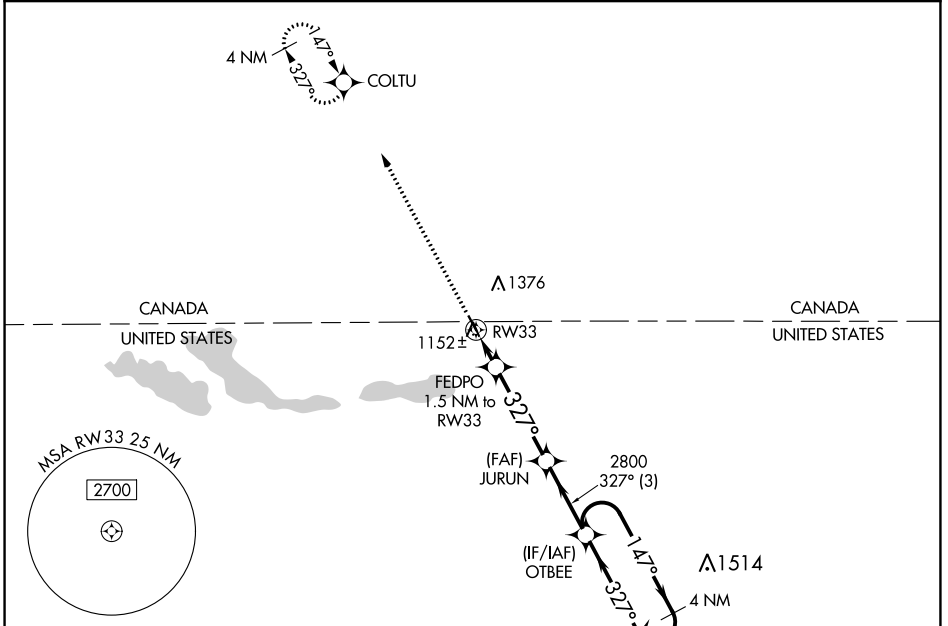 147°
4 NM
COLTU
327°
1376
CANADA
CANADA
UNITED STATES
RW33
UNITED STATES
1152±
FEDPO
1.5 NM to
RW33
327°
MSA RW33 25 NM
2700
(FAF)
JURUN
2800
327° (3)
(IF/IAF)
OTBEE
147°
1514
327°
4 NM